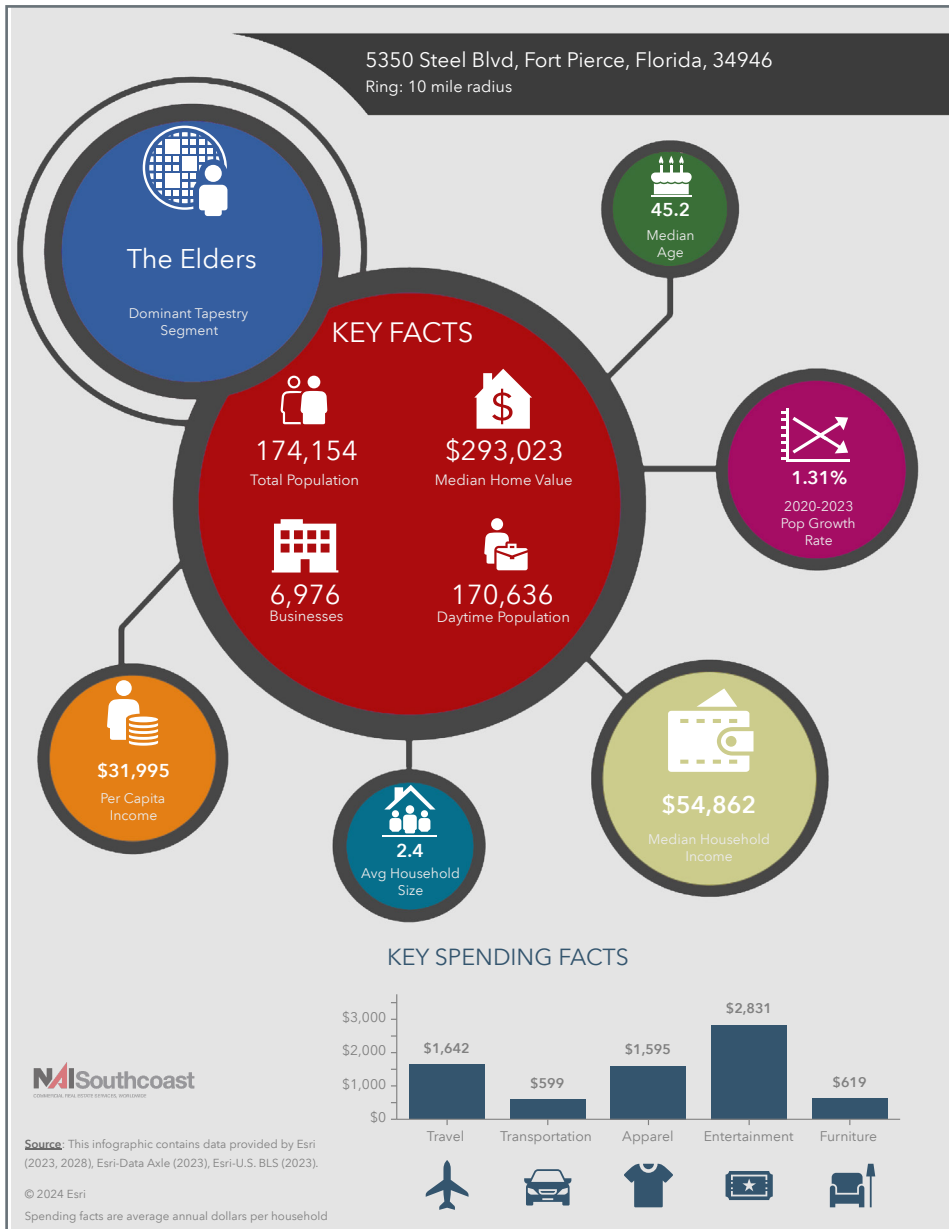 5350 Steel Blvd, Fort Pierce, Florida, 34946
Ring: 10 mile radius
The Elders
Dominant Tapestry
Segment
45.2
Median
Age
KEY FACTS
174,154
Total Population
$293,023
Median Home Value
6,976
Businesses
170,636
Daytime Population
1.31%
2020-2023
Pop Growth
Rate
$31,995
Per Capita
Income
2.4
Avg Household
Size
$54,862
Median Household
Income
KEY SPENDING FACTS
$3,000
$2,000
$1,000
$0
$1,642
$599
$1,595
$2,831
$619
Travel
Transportation
Apparel
Entertainment
Furniture
NAISouthcoast
COMMERCIAL REAL ESTATE SERVICES, WORLDWIDE
Source: This infographic contains data provided by Esri
(2023, 2028), Esri-Data Axle (2023), Esri-U.S. BLS (2023).
© 2024 Esri
Spending facts are average annual dollars per household